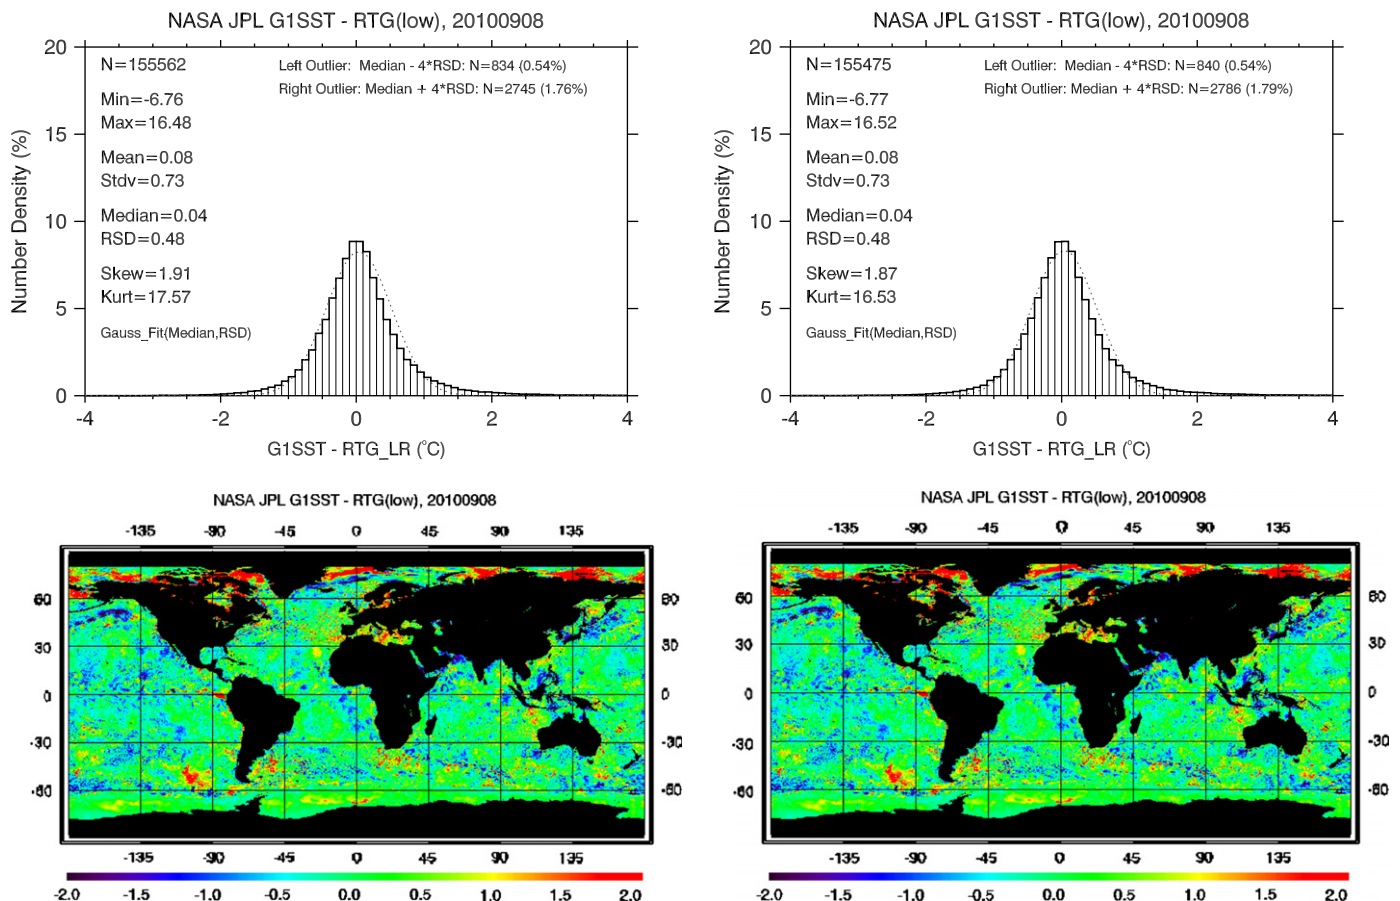 NASA JPL G1SST - RTG(low), 20100908
20
15
10
5
0
Number Density (%)
N=155562
Min=-6.76
Max=16.48
Mean=0.08
Stdv=0.73
Median=0.04
RSD=0.48
Skew=1.91
Kurt=17.57
Gauss_Fit(Median,RSD)
Left Outlier: Median - 4*RSD: N=834 (0.54%)
Right Outlier: Median + 4*RSD: N=2745 (1.76%)
-4 -2 0 2 4
G1SST - RTG_LR (°C)
NASA JPL G1SST - RTG(low), 20100908
20
15
10
5
0
Number Density (%)
N=155475
Min=-6.77
Max=16.52
Mean=0.08
Stdv=0.73
Median=0.04
RSD=0.48
Skew=1.87
Kurt=16.53
Gauss_Fit(Median,RSD)
Left Outlier: Median - 4*RSD: N=840 (0.54%)
Right Outlier: Median + 4*RSD: N=2786 (1.79%)
-4 -2 0 2 4
G1SST - RTG_LR (°C)
NASA JPL G1SST - RTG(low), 20100908
-135 -90 -45 0 45 90 135
60 60
30 30
0 0
-30 -30
-60 -60
-135 -90 -45 0 45 90 135
-2.0 -1.5 -1.0 -0.5 0.0 0.5 1.0 1.5 2.0
NASA JPL G1SST - RTG(low), 20100908
-135 -90 -45 0 45 90 135
60 60
30 30
0 0
-30 -30
-60 -60
-135 -90 -45 0 45 90 135
-2.0 -1.5 -1.0 -0.5 0.0 0.5 1.0 1.5 2.0